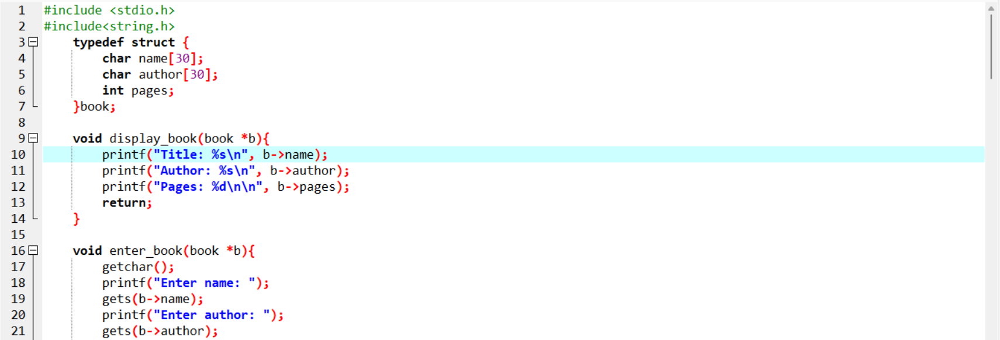 1 #include <stdio.h>
2 #include<string.h>
3 typedef struct {
4 char name[30];
5 char author[30];
6 int pages;
7 }book;
8
9 void display_book(book *b){
10 printf("Title: %s\n", b->name);
11 printf("Author: %s\n", b->author);
12 printf("Pages: %d\n\n", b->pages);
13 return;
14 }
15
16 void enter_book(book *b){
17 getchar();
18 printf("Enter name: ");
19 gets(b->name);
20 printf("Enter author: ");
21 gets(b->author);